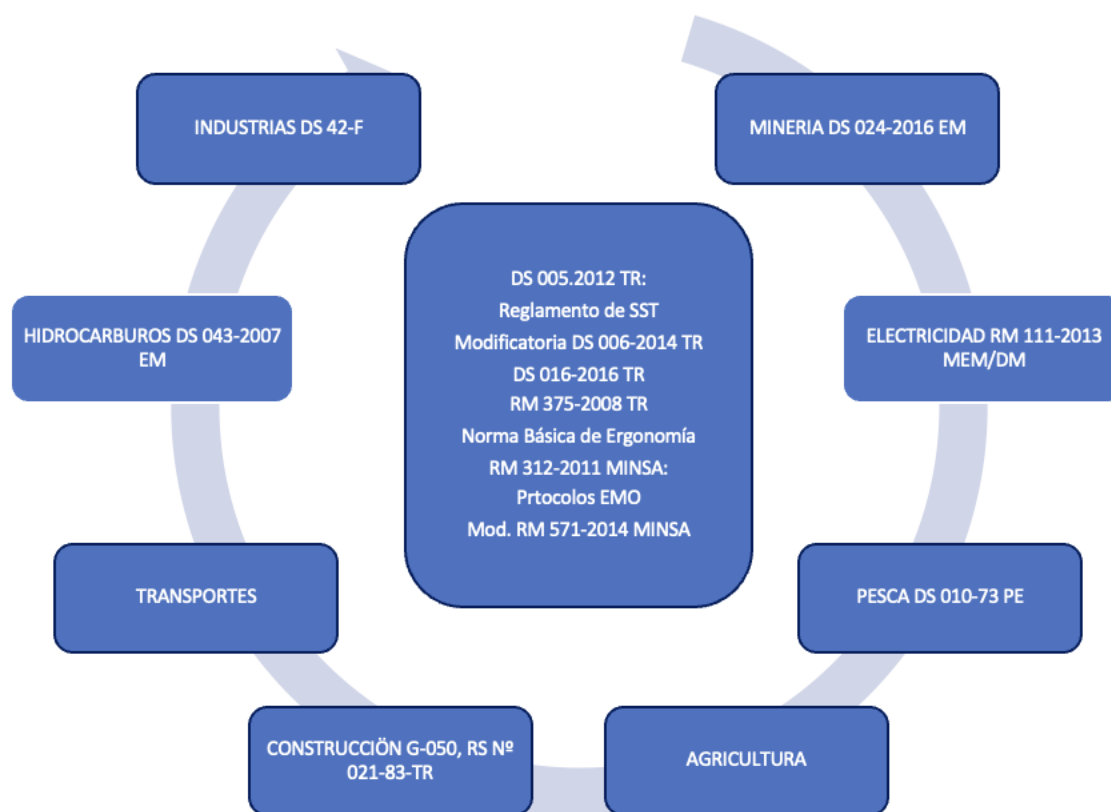 INDUSTRIAS DS 42-F
MINERIA DS 024-2016 EM
DS 005.2012 TR:
Reglamento de SST
Modificatoria DS 006-2014 TR
DS 016-2016 TR
RM 375-2008 TR
Norma Básica de Ergonomía
RM 312-2011 MINSA:
Prtocolos EMO
Mod. RM 571-2014 MINSA
HIDROCARBUROS DS 043-2007
EM
ELECTRICIDAD RM 111-2013
MEM/DM
TRANSPORTES
PESCA DS 010-73 PE
CONSTRUCCIÖN G-050, RS Nº
021-83-TR
AGRICULTURA